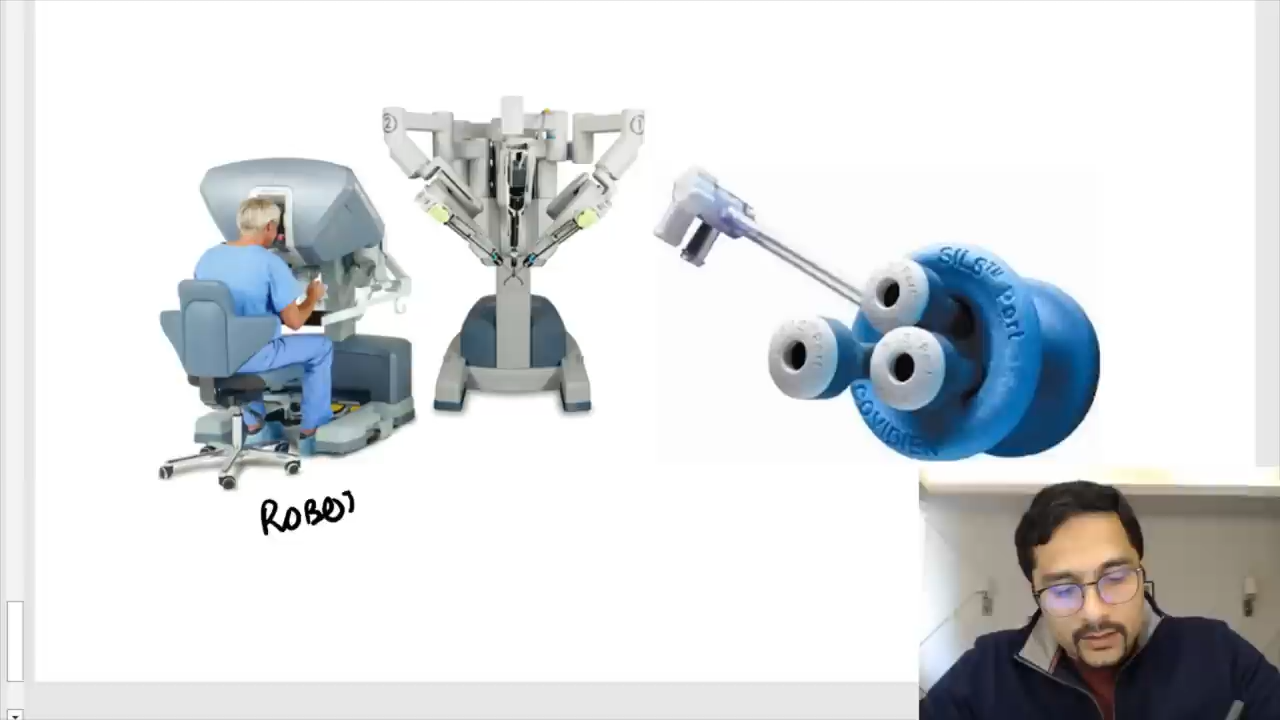 ②
①
SILS™ Port
COVIDIEN
ROBOT